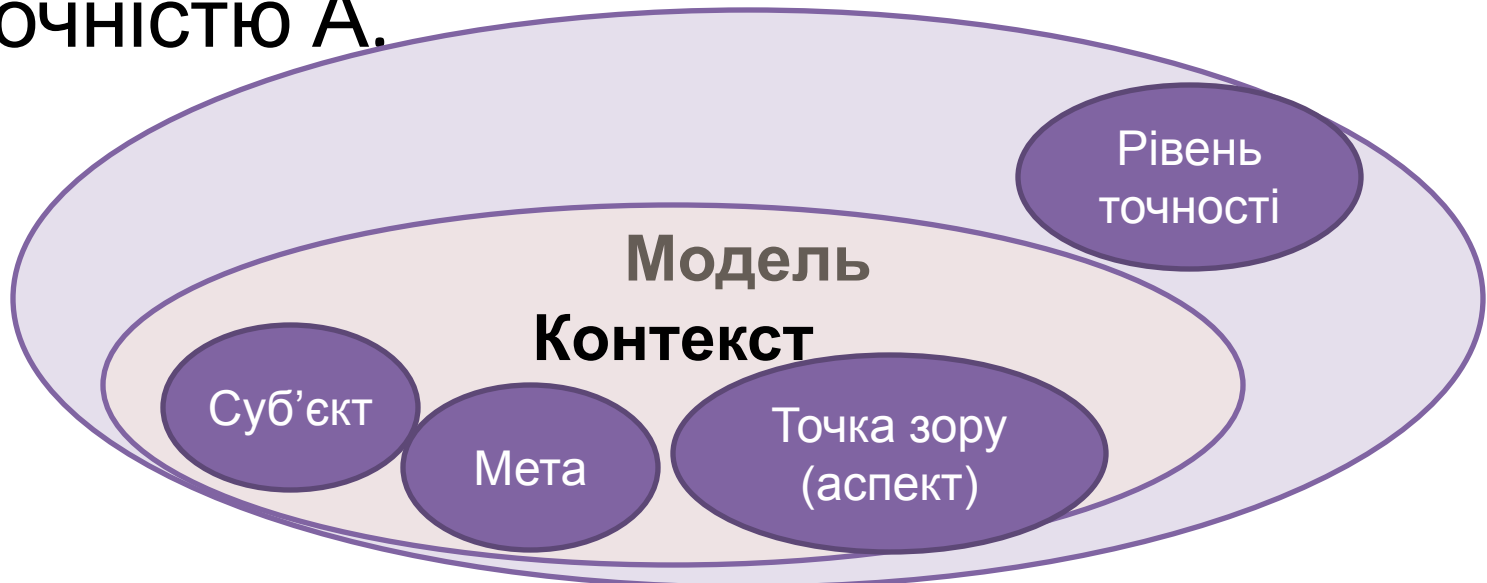 очністю А.
Рівень
точності
Модель
Контекст
Суб’єкт
Мета
Точка зору
(аспект)